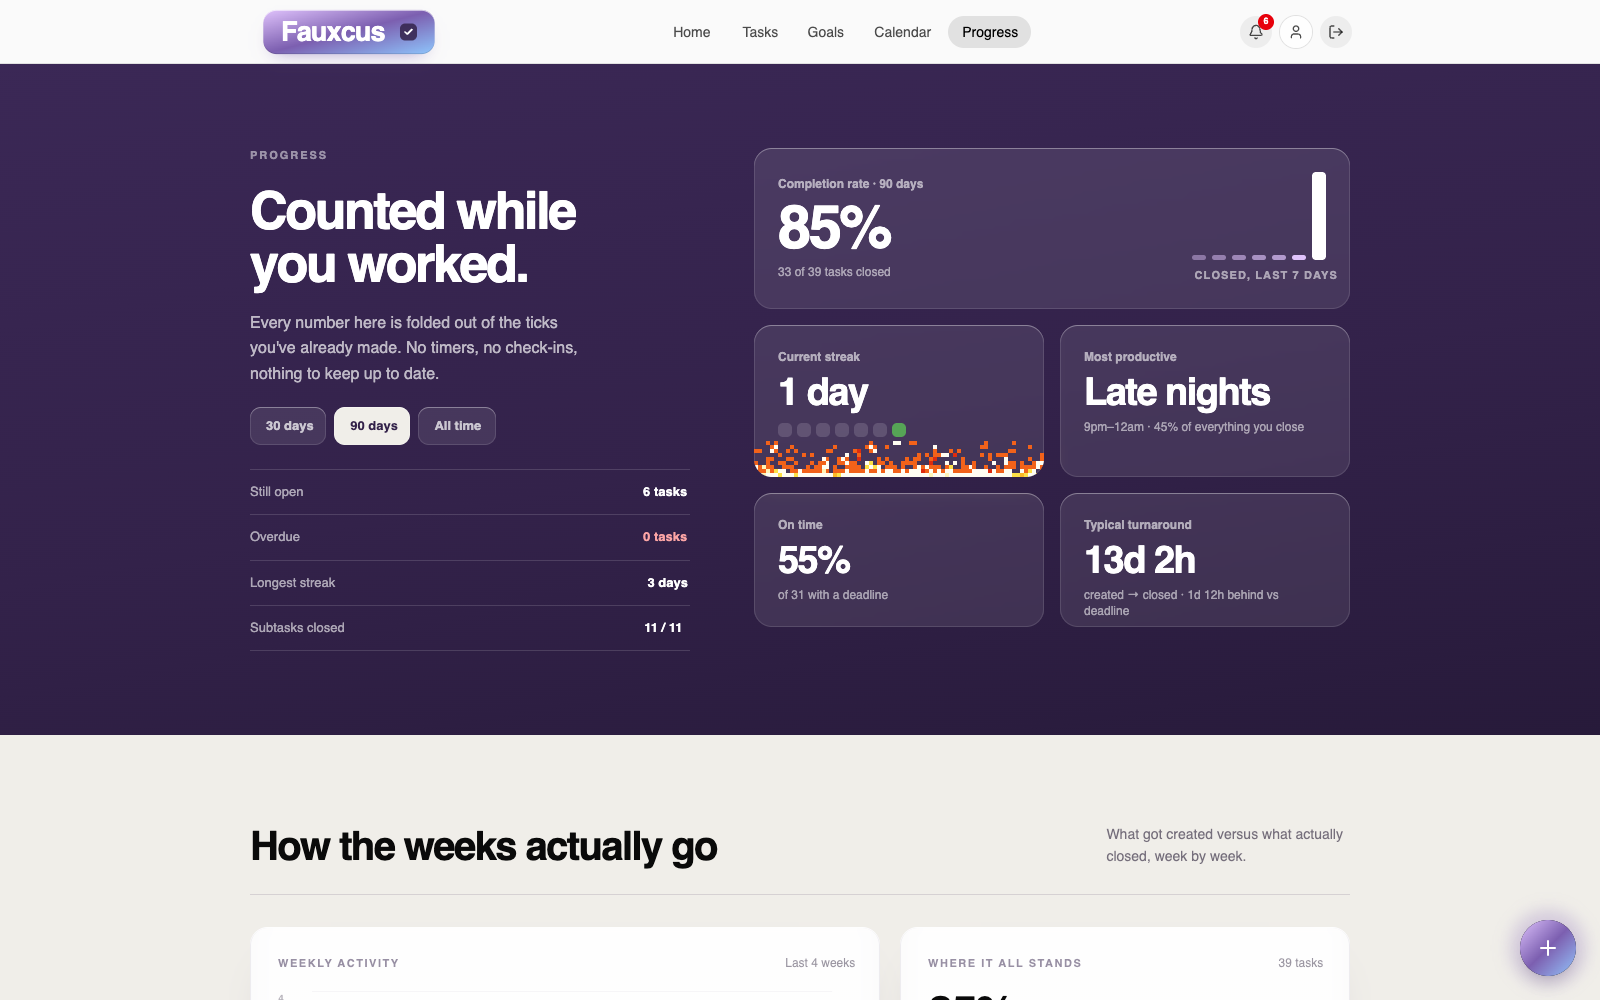 Fauxcus
Home
Tasks
Goals
Calendar
Progress
6
PROGRESS
Counted while
you worked.
Every number here is folded out of the ticks
you've already made. No timers, no check-ins,
nothing to keep up to date.
30 days
90 days
All time
Still open
6 tasks
Overdue
0 tasks
Longest streak
3 days
Subtasks closed
11 / 11
Completion rate · 90 days
85%
33 of 39 tasks closed
CLOSED, LAST 7 DAYS
Current streak
1 day
Most productive
Late nights
9pm–12am · 45% of everything you close
On time
55%
of 31 with a deadline
Typical turnaround
13d 2h
created → closed · 1d 12h behind vs
deadline
How the weeks actually go
What got created versus what actually
closed, week by week.
WEEKLY ACTIVITY
Last 4 weeks
4
WHERE IT ALL STANDS
39 tasks